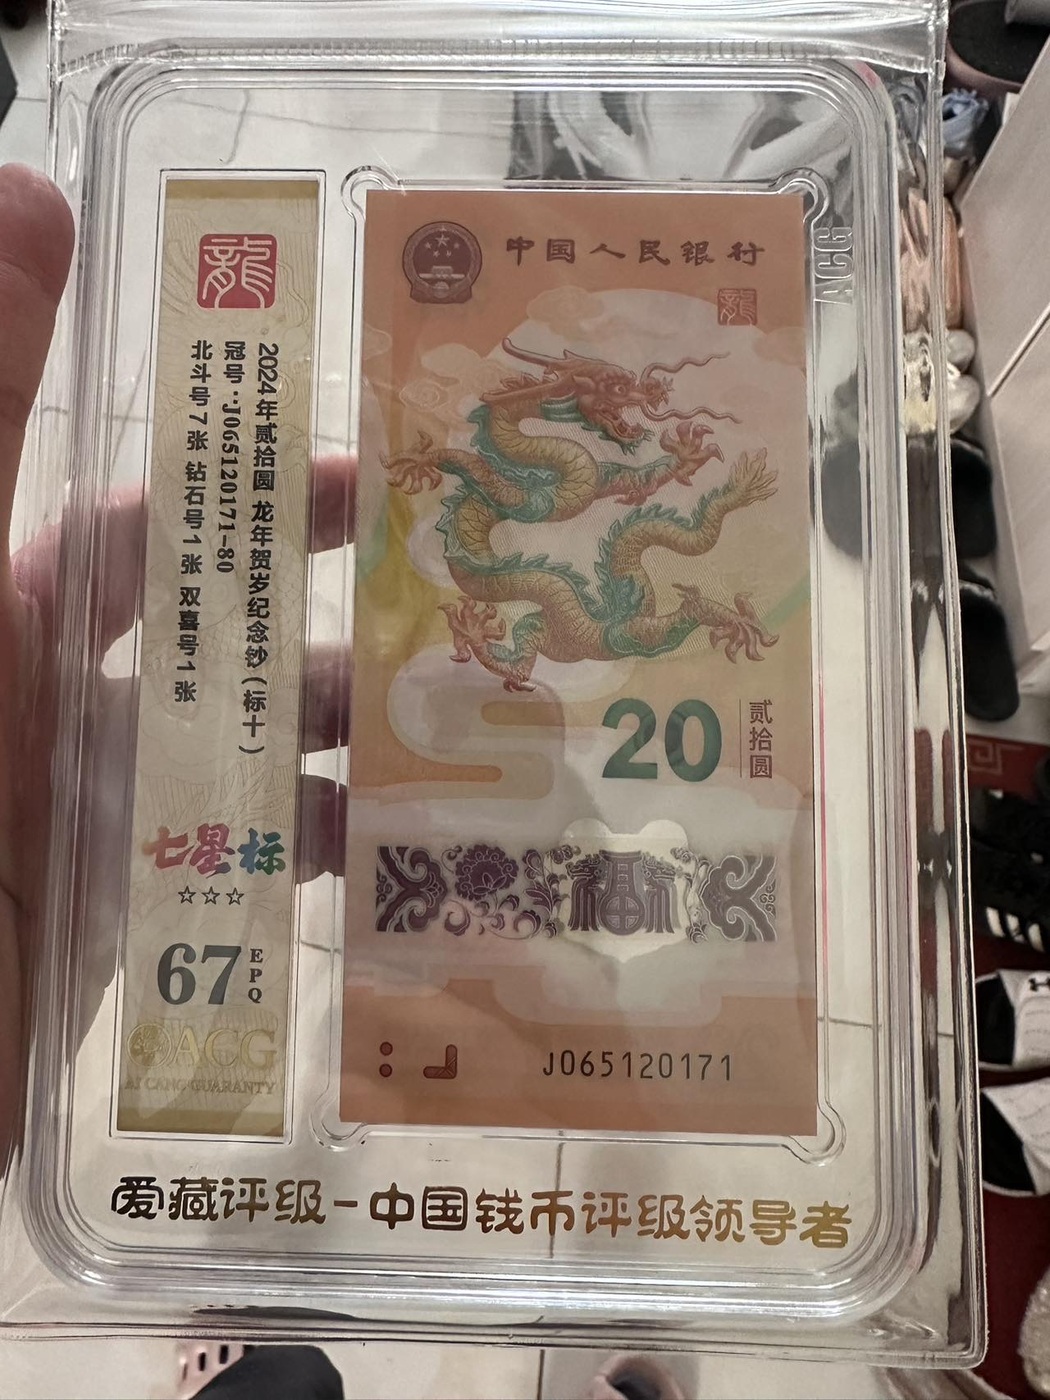 龍
2024年贰拾圆 龙年贺岁纪念钞(标十)
冠号:J065120171-80
北斗号7张 钻石号1张 双喜号1张
七星标
☆☆☆
67 EPQ
ACG
AI CANG GUARANTY
中国人民银行
龍
20
贰拾圆
福
J065120171
ACG
爱藏评级-中国钱币评级领导者